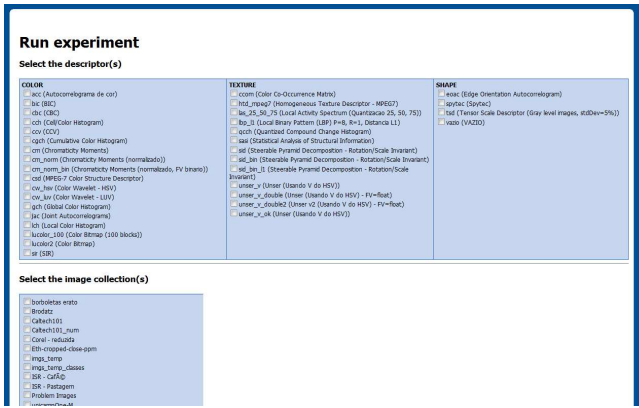 Run experiment
Select the descriptor(s)
COLOR
acc (Autocorrelograma de cor)
bic (BIC)
cbc (CBC)
cch (Cell/Color Histogram)
ccv (CCV)
cgch (Cumulative Color Histogram)
cm (Chromaticity Moments)
cm_norm (Chromaticity Moments (normalizado))
cm_norm_bin (Chromaticity Moments (normalizado, FV binario))
csd (MPEG-7 Color Structure Descriptor)
cw_hsv (Color Wavelet - HSV)
cw_luv (Color Wavelet - LUV)
gch (Global Color Histogram)
jac (Joint Autocorrelograms)
lch (Local Color Histogram)
lucolor_100 (Color Bitmap (100 blocks))
lucolor2 (Color Bitmap)
sir (SIR)
TEXTURE
ccom (Color Co-Occurrence Matrix)
htd_mpeg7 (Homogeneous Texture Descriptor - MPEG7)
las_25_50_75 (Local Activity Spectrum (Quantizacao 25, 50, 75))
lbp_l1 (Local Binary Pattern (LBP) P=8, R=1, Distancia L1)
qcch (Quantized Compound Change Histogram)
sasi (Statistical Analysis of Structural Information)
sid (Steerable Pyramid Decomposition - Rotation/Scale Invariant)
sid_bin (Steerable Pyramid Decomposition - Rotation/Scale Invariant)
sid_bin_l1 (Steerable Pyramid Decomposition - Rotation/Scale
Invariant)
unser_v (Unser (Usando V do HSV))
unser_v_double (Unser (Usando V do HSV) - FV=float)
unser_v_double2 (Unser v2 (Usando V do HSV) - FV=float)
unser_v_ok (Unser (Usando V do HSV))
SHAPE
eoac (Edge Orientation Autocorrelogram)
spytec (Spytec)
tsd (Tensor Scale Descriptor (Gray level images, stdDev=5%))
vazio (VAZIO)
Select the image collection(s)
borboletas erato
Brodatz
Caltech101
Caltech101_num
Corel - reduzida
Eth-cropped-close-ppm
imgs_temp
imgs_temp_classes
ISR - CafÃ©
ISR - Pastagem
Problem Images
unicampOne-M